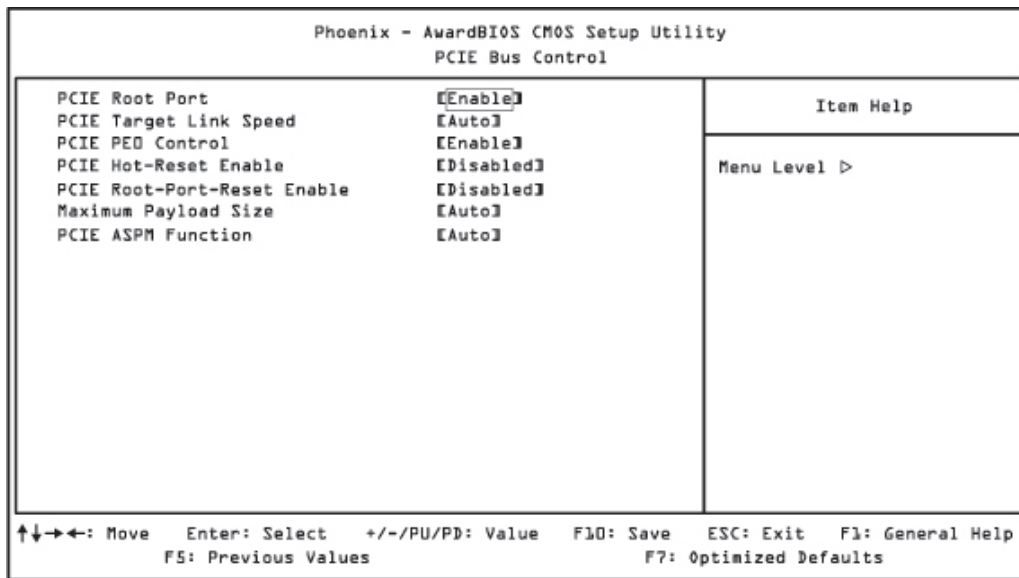 Phoenix - AwardBIOS CMOS Setup Utility
PCIE Bus Control
PCIE Root Port [Enable]
PCIE Target Link Speed [Auto]
PCIE PE0 Control [Enable]
PCIE Hot-Reset Enable [Disabled]
PCIE Root-Port-Reset Enable [Disabled]
Maximum Payload Size [Auto]
PCIE ASPM Function [Auto]
Item Help
Menu Level ▷
↑↓→←: Move Enter: Select +/-/PU/PD: Value F10: Save ESC: Exit F1: General Help
F5: Previous Values F7: Optimized Defaults